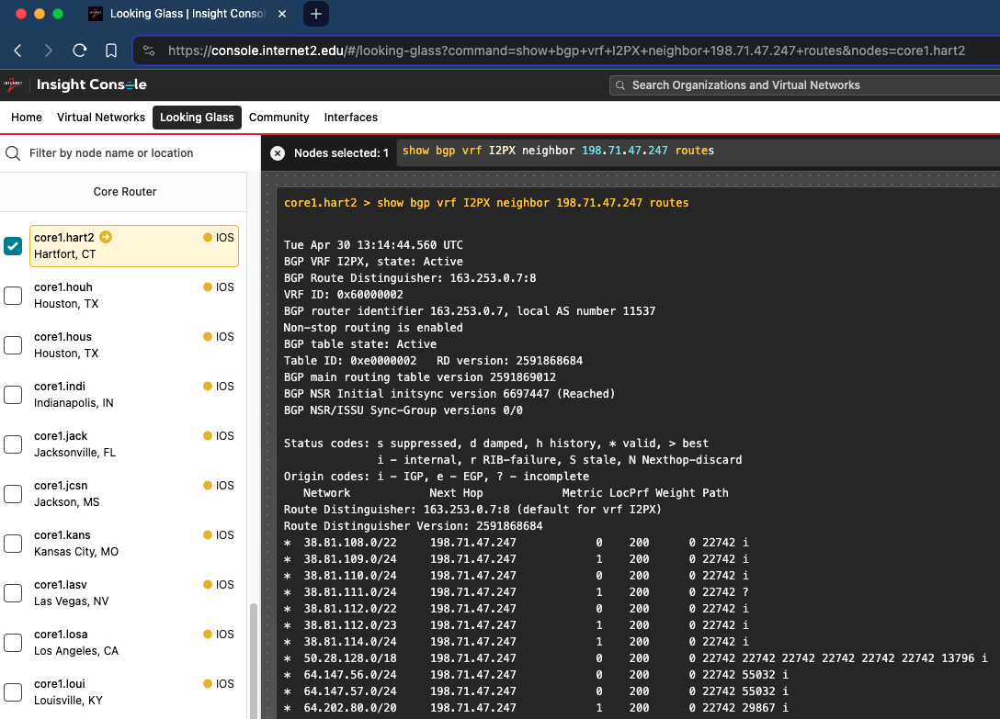 Looking Glass | Insight Conso
https://console.internet2.edu/#/looking-glass?command=show+bgp+vrf+I2PX+neighbor+198.71.47.247+routes&nodes=core1.hart2
Insight Console
Search Organizations and Virtual Networks
Home Virtual Networks Looking Glass Community Interfaces
Filter by node name or location
Nodes selected: 1
show bgp vrf I2PX neighbor 198.71.47.247 routes
Core Router
core1.hart2 IOS
Hartfort, CT
core1.houh IOS
Houston, TX
core1.hous IOS
Houston, TX
core1.indi IOS
Indianapolis, IN
core1.jack IOS
Jacksonville, FL
core1.jcsn IOS
Jackson, MS
core1.kans IOS
Kansas City, MO
core1.lasv IOS
Las Vegas, NV
core1.losa IOS
Los Angeles, CA
core1.loui IOS
Louisville, KY
core1.hart2 > show bgp vrf I2PX neighbor 198.71.47.247 routes
Tue Apr 30 13:14:44.560 UTC
BGP VRF I2PX, state: Active
BGP Route Distinguisher: 163.253.0.7:8
VRF ID: 0x60000002
BGP router identifier 163.253.0.7, local AS number 11537
Non-stop routing is enabled
BGP table state: Active
Table ID: 0xe0000002 RD version: 2591868684
BGP main routing table version 2591869012
BGP NSR Initial initsync version 6697447 (Reached)
BGP NSR/ISSU Sync-Group versions 0/0
Status codes: s suppressed, d damped, h history, * valid, > best
i - internal, r RIB-failure, S stale, N Nexthop-discard
Origin codes: i - IGP, e - EGP, ? - incomplete
Network Next Hop Metric LocPrf Weight Path
Route Distinguisher: 163.253.0.7:8 (default for vrf I2PX)
Route Distinguisher Version: 2591868684
* 38.81.108.0/22 198.71.47.247 0 200 0 22742 i
* 38.81.109.0/24 198.71.47.247 1 200 0 22742 i
* 38.81.110.0/24 198.71.47.247 0 200 0 22742 i
* 38.81.111.0/24 198.71.47.247 1 200 0 22742 ?
* 38.81.112.0/22 198.71.47.247 0 200 0 22742 i
* 38.81.112.0/23 198.71.47.247 1 200 0 22742 i
* 38.81.114.0/24 198.71.47.247 1 200 0 22742 i
* 50.28.128.0/18 198.71.47.247 0 200 0 22742 22742 22742 22742 22742 22742 13796 i
* 64.147.56.0/24 198.71.47.247 0 200 0 22742 55032 i
* 64.147.57.0/24 198.71.47.247 0 200 0 22742 55032 i
* 64.202.80.0/20 198.71.47.247 1 200 0 22742 29867 i